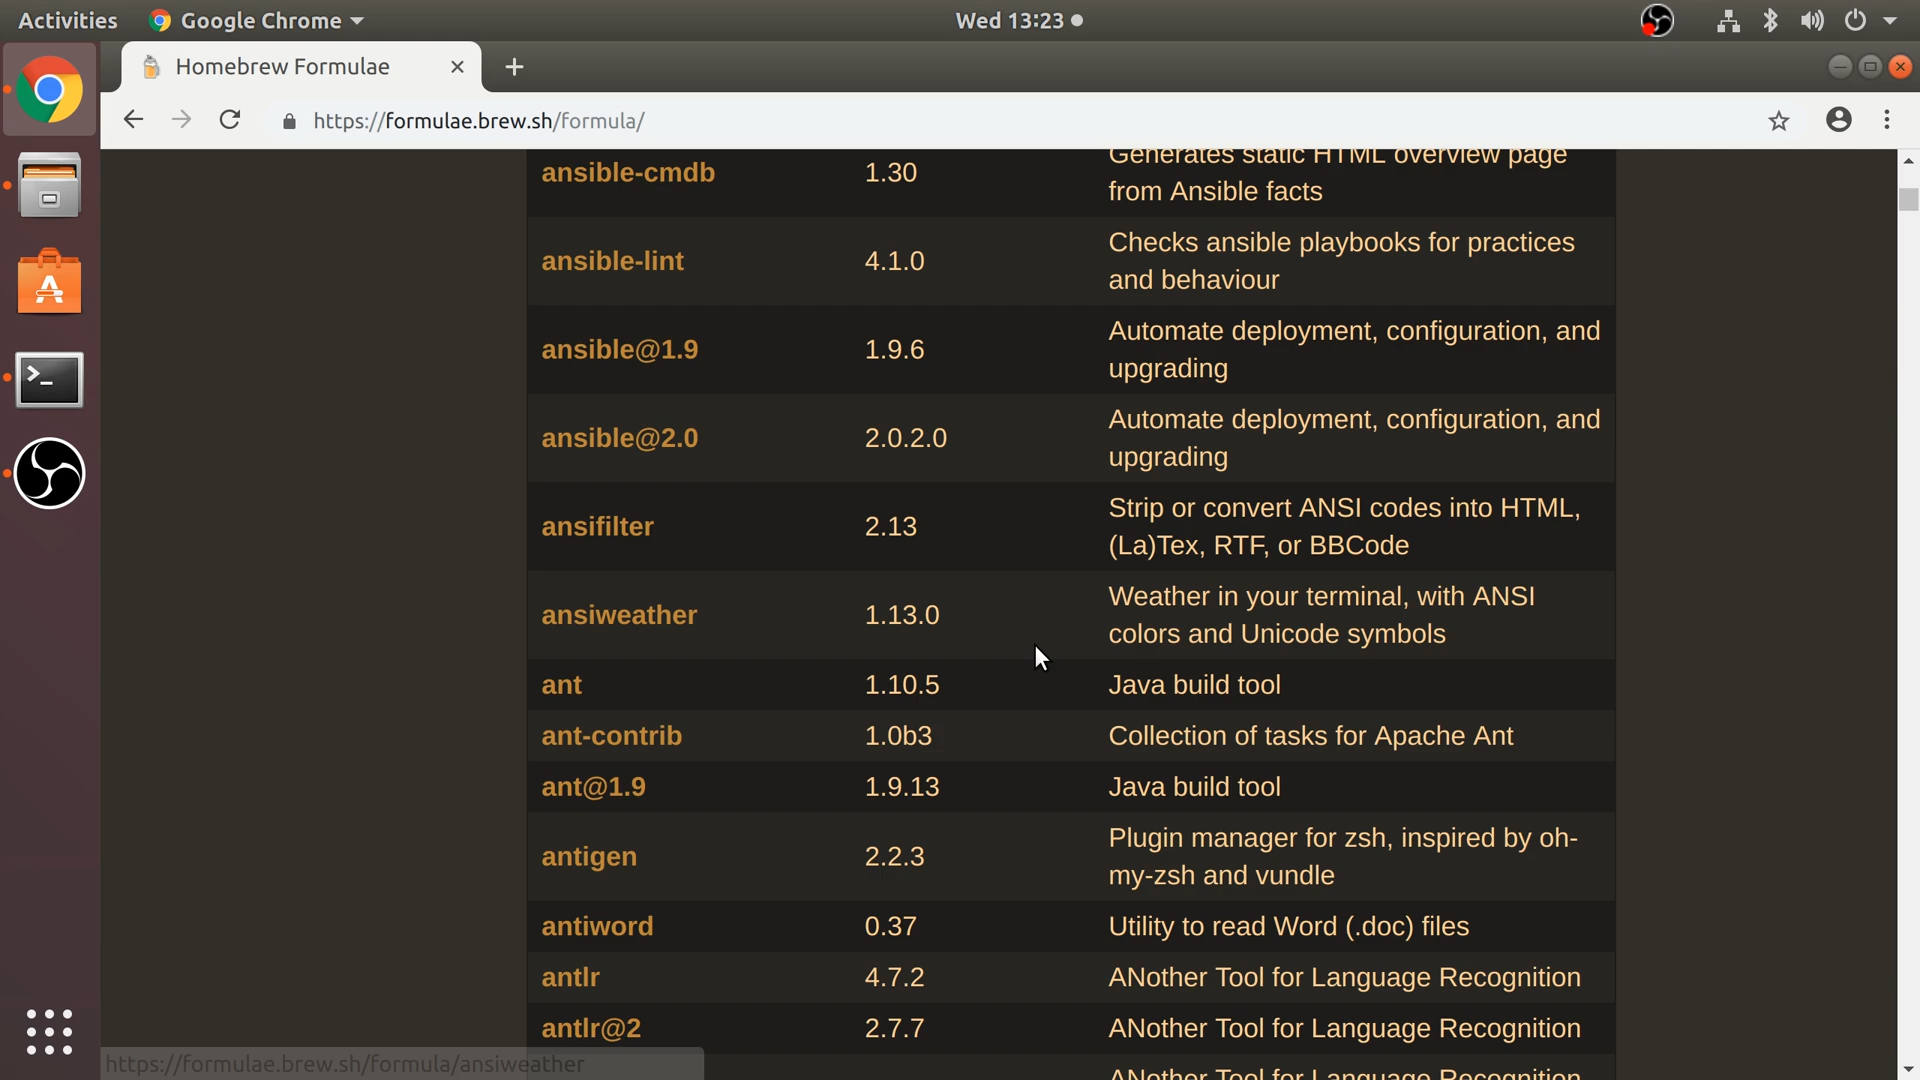 Activities Google Chrome Wed 13:23
Homebrew Formulae
https://formulae.brew.sh/formula/
ansible-cmdb 1.30 Generates static HTML overview page
from Ansible facts
ansible-lint 4.1.0 Checks ansible playbooks for practices
and behaviour
ansible@1.9 1.9.6 Automate deployment, configuration, and
upgrading
ansible@2.0 2.0.2.0 Automate deployment, configuration, and
upgrading
ansifilter 2.13 Strip or convert ANSI codes into HTML,
(La)Tex, RTF, or BBCode
ansiweather 1.13.0 Weather in your terminal, with ANSI
colors and Unicode symbols
ant 1.10.5 Java build tool
ant-contrib 1.0b3 Collection of tasks for Apache Ant
ant@1.9 1.9.13 Java build tool
antigen 2.2.3 Plugin manager for zsh, inspired by oh-
my-zsh and vundle
antiword 0.37 Utility to read Word (.doc) files
antlr 4.7.2 ANother Tool for Language Recognition
antlr@2 2.7.7 ANother Tool for Language Recognition
ANother Tool for Language Recognition
https://formulae.brew.sh/formula/ansiweather